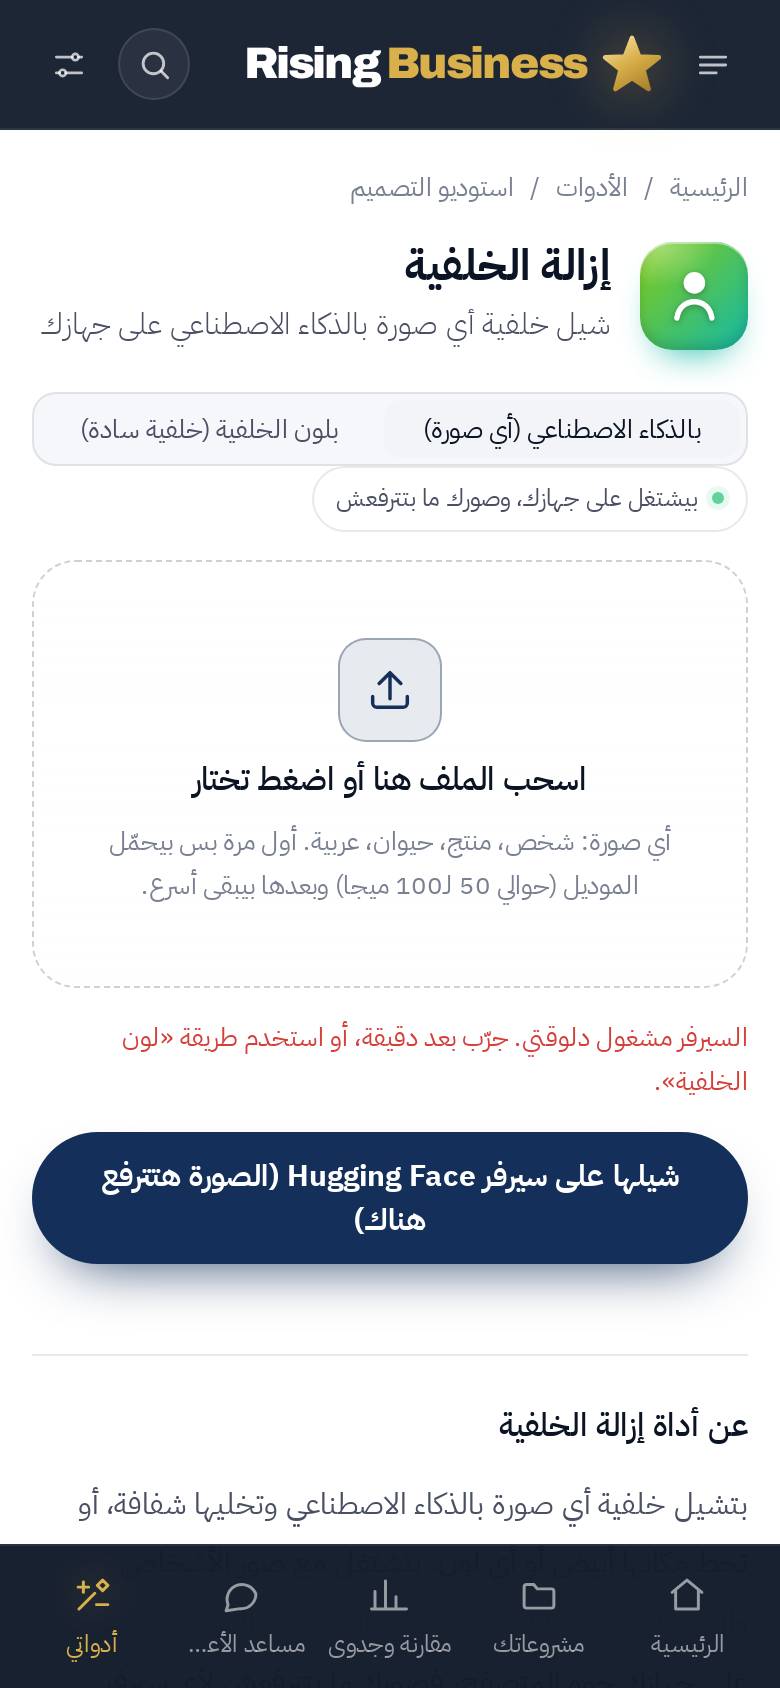 Rising Business
الرئيسية / الأدوات / استوديو التصميم
إزالة الخلفية
شيل خلفية أي صورة بالذكاء الاصطناعي على جهازك
بالذكاء الاصطناعي (أي صورة)
بلون الخلفية (خلفية سادة)
بيشتغل على جهازك، وصورك ما بتترفعش
اسحب الملف هنا أو اضغط تختار
أي صورة: شخص، منتج، حيوان، عربية. أول مرة بس بيحمّل
الموديل (حوالي 50 لـ100 ميجا) وبعدها بيبقى أسرع.
السيرفر مشغول دلوقتي. جرّب بعد دقيقة، أو استخدم طريقة «لون
الخلفية».
شيلها على سيرفر Hugging Face (الصورة هتترفع
هناك)
عن أداة إزالة الخلفية
بتشيل خلفية أي صورة بالذكاء الاصطناعي وتخليها شفافة، أو
الرئيسية
مشروعاتك
مقارنة وجدوى
مساعد الأعـ...
أدواتي